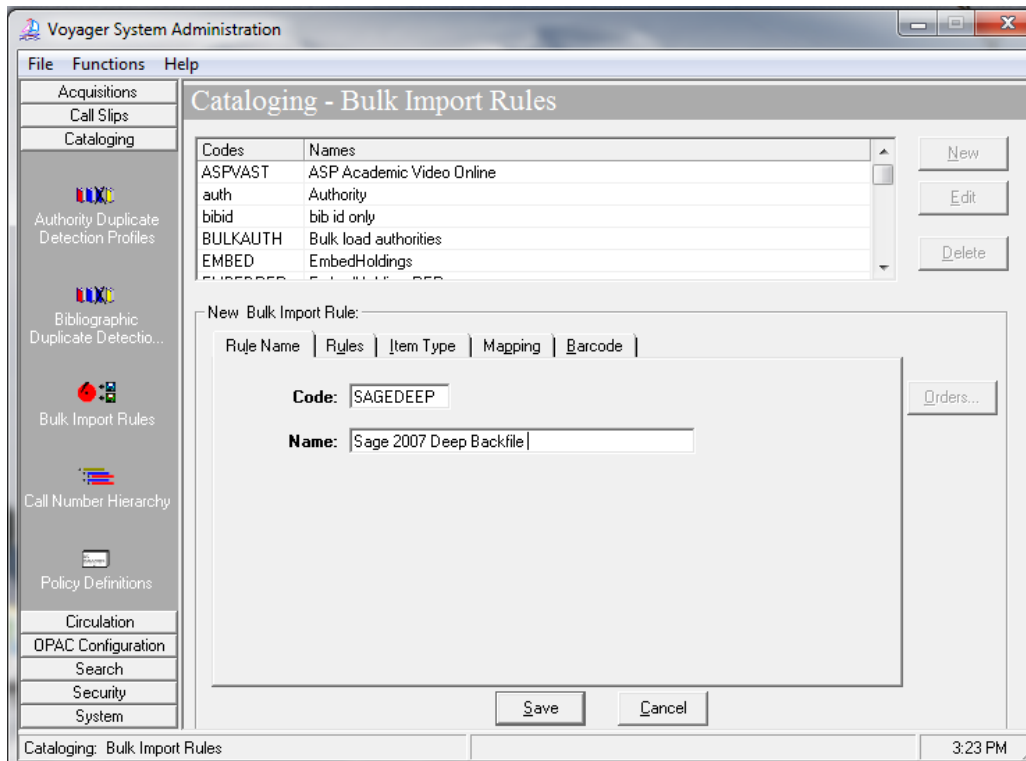 Voyager System Administration
File Functions Help
Acquisitions
Call Slips
Cataloging
Authority Duplicate
Detection Profiles
Bibliographic
Duplicate Detectio...
Bulk Import Rules
Call Number Hierarchy
Policy Definitions
Circulation
OPAC Configuration
Search
Security
System
Cataloging - Bulk Import Rules
Codes Names
ASPVAST ASP Academic Video Online
auth Authority
bibid bib id only
BULKAUTH Bulk load authorities
EMBED EmbedHoldings
New
Edit
Delete
New Bulk Import Rule:
Rule Name Rules Item Type Mapping Barcode
Code: SAGEDEEP
Name: Sage 2007 Deep Backfile
Orders...
Save Cancel
Cataloging: Bulk Import Rules 3:23 PM